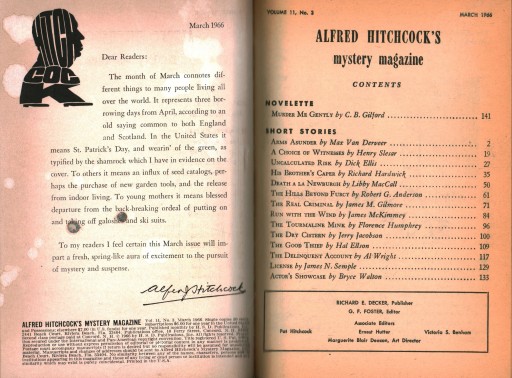 HITCH
COC
K
March 1966
Dear Readers:
The month of March connotes dif-
ferent things to many people living all
over the world. It represents three bor-
rowing days from April, according to an
old saying common to both England
and Scotland. In the United States it
means St. Patrick's Day, and wearin' of the green, as
typified by the shamrock which I have in evidence on the
cover. To others it means an influx of seed catalogs, per-
haps the purchase of new garden tools, and the release
from indoor living. To young mothers it means blessed
departure from the back-breaking ordeal of putting on
and taking off galoshes and ski suits.
To my readers I feel certain this March issue will im-
part a fresh, spring-like aura of excitement to the pursuit
of mystery and suspense.
Alfred J. Hitchcock
ALFRED HITCHCOCK'S MYSTERY MAGAZINE Vol. 11, No. 3, March 1966.
VOLUME 11, No. 3 MARCH 1966
ALFRED HITCHCOCK'S
mystery magazine
CONTENTS
NOVELETTE
MURDER ME GENTLY by C. B. Gilford 141
SHORT STORIES
ARMS ASUNDER by Max Van Derveer 2
A CHOICE OF WITNESSES by Henry Slesar 19
UNCALCULATED RISK by Dick Ellis 27
HIS BROTHER'S CAPER by Richard Hardwick 35
DEATH A LA NEWBURGH by Libby MacCall 50
THE HILLS BEYOND FURCY by Robert G. Anderson 61
THE REAL CRIMINAL by James M. Gilmore 71
RUN WITH THE WIND by James McKimmey 84
THE TOURMALINE MINK by Florence Humphrey 96
THE DRY CISTERN by Jerry Jacobson 100
THE GOOD THIEF by Hal Ellson 109
THE DELINQUENT ACCOUNT by Al Wright 117
LICENSE by James N. Semple 129
ACTOR'S SHOWCASE by Bryce Walton 133
RICHARD E. DECKER, Publisher
G. F. FOSTER, Editor
Associate Editors
Pat Hitchcock Ernest Hutter Victoria S. Benham
Marguerite Blair Deacon, Art Director